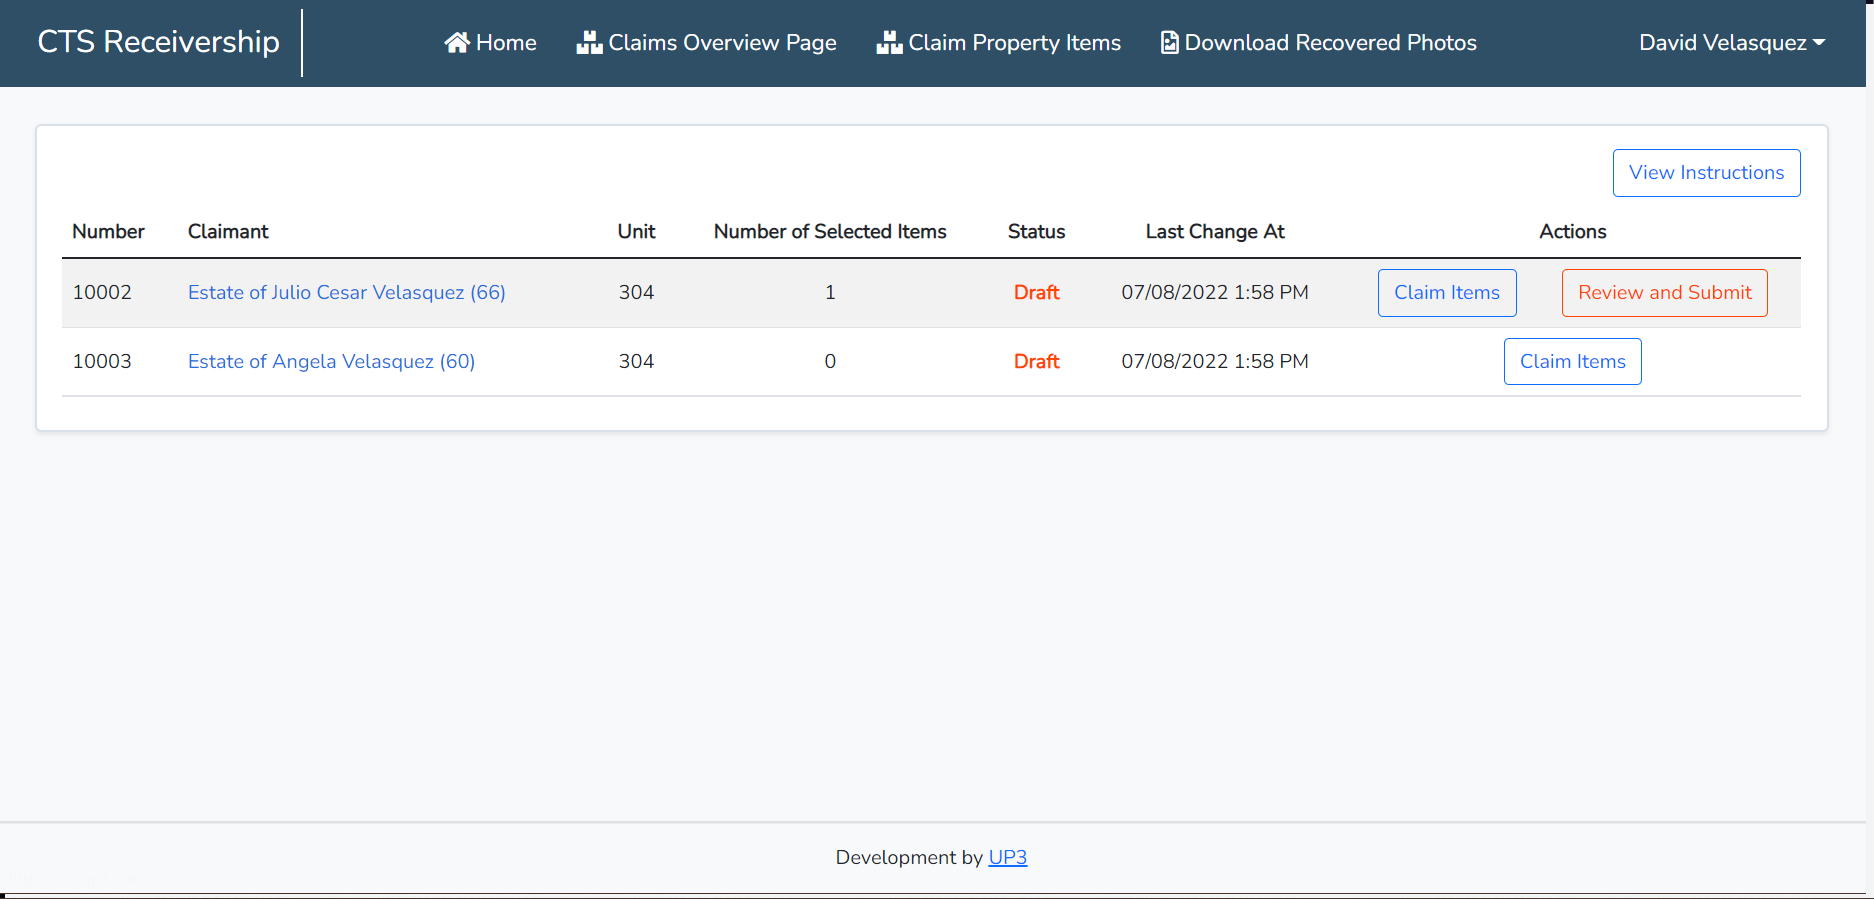 CTS Receivership Home Claims Overview Page Claim Property Items Download Recovered Photos David Velasquez
View Instructions
Number Claimant Unit Number of Selected Items Status Last Change At Actions
10002 Estate of Julio Cesar Velasquez (66) 304 1 Draft 07/08/2022 1:58 PM Claim Items Review and Submit
10003 Estate of Angela Velasquez (60) 304 0 Draft 07/08/2022 1:58 PM Claim Items
Development by UP3